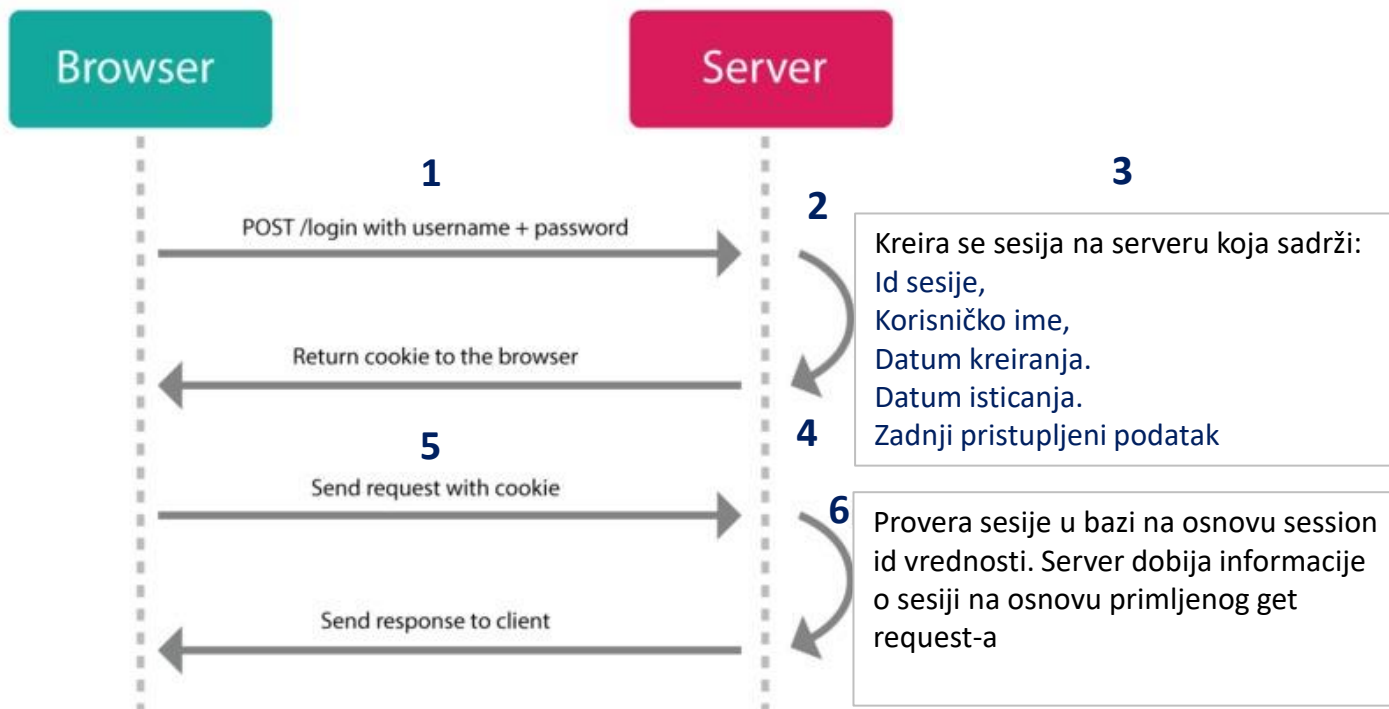 Browser
Server
1
POST /login with username + password
2
3
Kreira se sesija na serveru koja sadrži:
Id sesije,
Korisničko ime,
Datum kreiranja.
Datum isticanja.
Zadnji pristupljeni podatak
Return cookie to the browser
4
5
Send request with cookie
6
Provera sesije u bazi na osnovu session
id vrednosti. Server dobija informacije
o sesiji na osnovu primljenog get
request-a
Send response to client